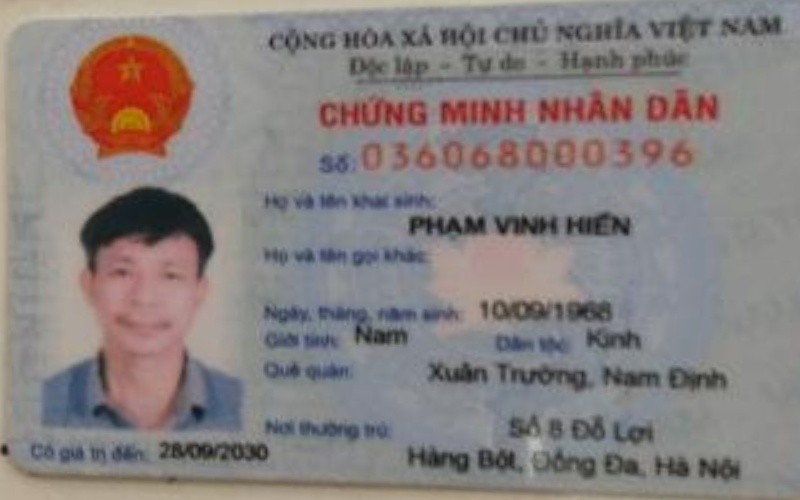 CỘNG HÒA XÃ HỘI CHỦ NGHĨA VIỆT NAM
Độc lập - Tự do - Hạnh phúc
CHỨNG MINH NHÂN DÂN
Số: 036068000396
Họ và tên khai sinh:
PHẠM VINH HIỂN
Họ và tên gọi khác:
Ngày, tháng, năm sinh: 10/09/1968
Giới tính: Nam Dân tộc: Kinh
Quê quán: Xuân Trường, Nam Định
Nơi thường trú: Số 8 Đỗ Lợi
Hàng Bột, Đống Đa, Hà Nội
Có giá trị đến: 28/09/2030